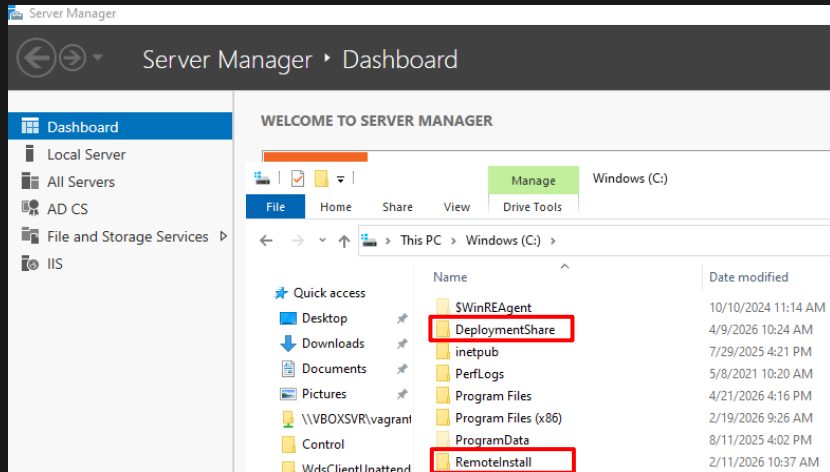 Server Manager
Server Manager ‣ Dashboard
Dashboard
Local Server
All Servers
AD CS
File and Storage Services
IIS
WELCOME TO SERVER MANAGER
Manage
Windows (C:)
File Home Share View Drive Tools
This PC > Windows (C:) >
Quick access
Desktop
Downloads
Documents
Pictures
\\VBOXSVR\vagrant
Control
WdsClientUnattend
Name Date modified
$WinREAgent 10/10/2024 11:14 AM
DeploymentShare 4/9/2026 10:24 AM
inetpub 7/29/2025 4:21 PM
PerfLogs 5/8/2021 10:20 AM
Program Files 4/21/2026 4:16 PM
Program Files (x86) 2/19/2026 9:26 AM
ProgramData 8/11/2025 4:02 PM
RemoteInstall 2/11/2026 10:37 AM